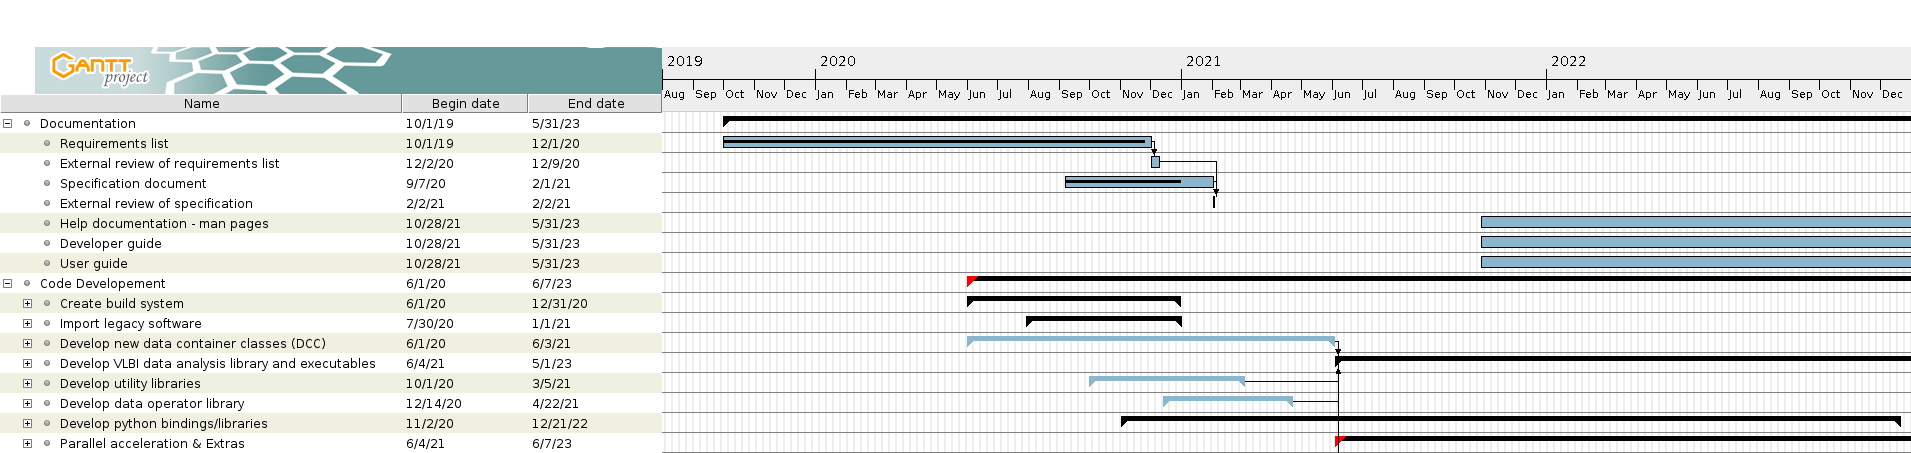 GANTT
project
2019 2020 2021 2022
Aug Sep Oct Nov Dec Jan Feb Mar Apr May Jun Jul Aug Sep Oct Nov Dec Jan Feb Mar Apr May Jun Jul Aug Sep Oct Nov Dec Jan Feb Mar Apr May Jun Jul Aug Sep Oct Nov Dec
Name Begin date End date
Documentation 10/1/19 5/31/23
Requirements list 10/1/19 12/1/20
External review of requirements list 12/2/20 12/9/20
Specification document 9/7/20 2/1/21
External review of specification 2/2/21 2/2/21
Help documentation - man pages 10/28/21 5/31/23
Developer guide 10/28/21 5/31/23
User guide 10/28/21 5/31/23
Code Developement 6/1/20 6/7/23
Create build system 6/1/20 12/31/20
Import legacy software 7/30/20 1/1/21
Develop new data container classes (DCC) 6/1/20 6/3/21
Develop VLBI data analysis library and executables 6/4/21 5/1/23
Develop utility libraries 10/1/20 3/5/21
Develop data operator library 12/14/20 4/22/21
Develop python bindings/libraries 11/2/20 12/21/22
Parallel acceleration & Extras 6/4/21 6/7/23